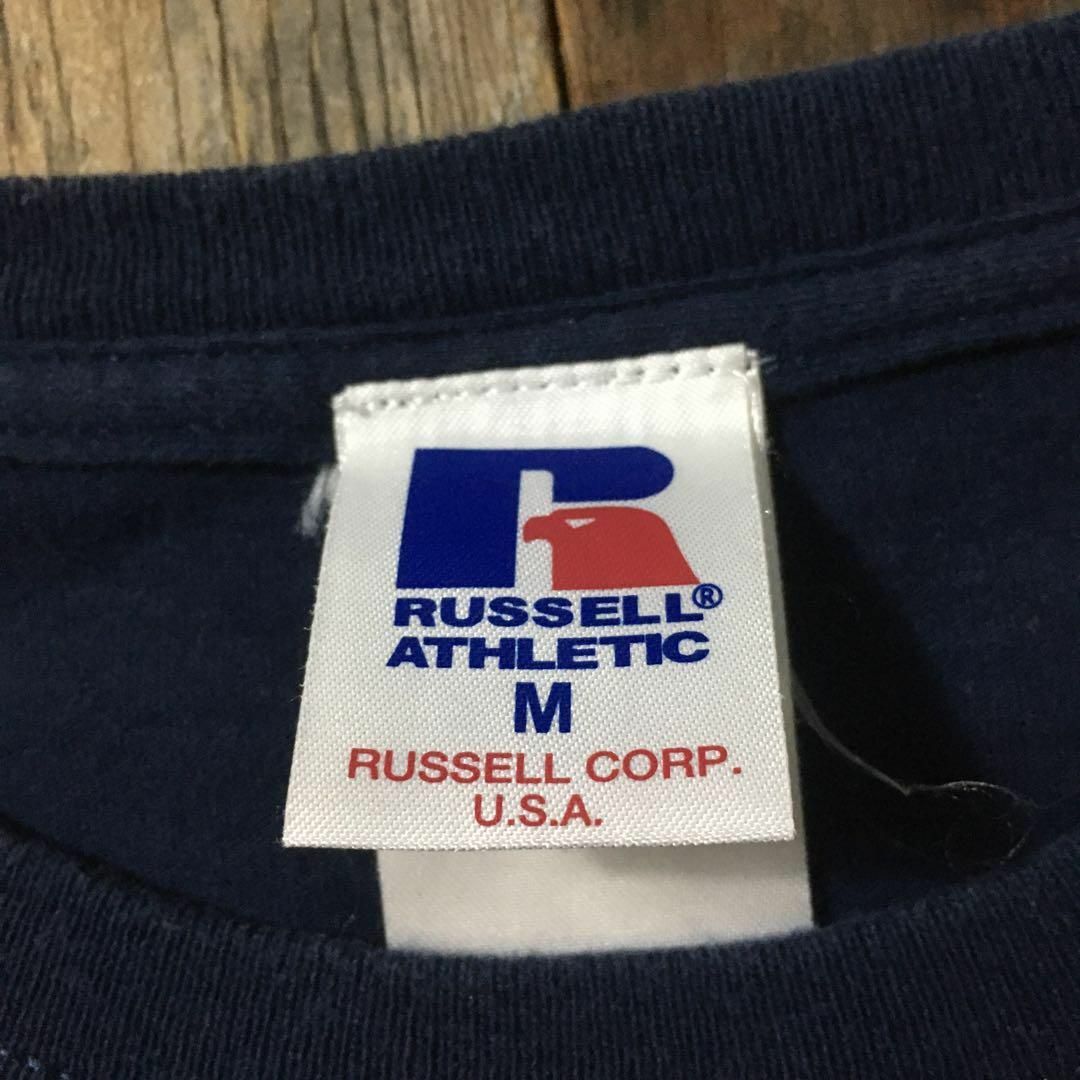 RUSSELL®
ATHLETIC
M
RUSSELL CORP.
U.S.A.